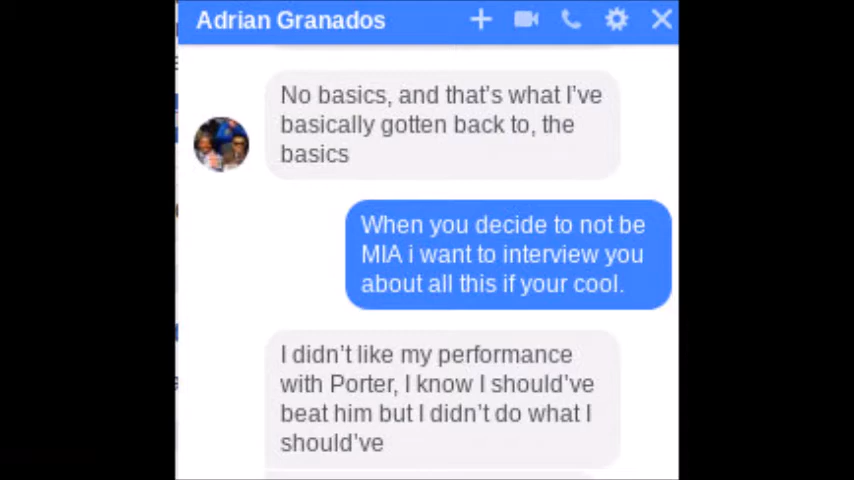 Adrian Granados
No basics, and that's what I've
basically gotten back to, the
basics
When you decide to not be
MIA i want to interview you
about all this if your cool.
I didn't like my performance
with Porter, I know I should've
beat him but I didn't do what I
should've